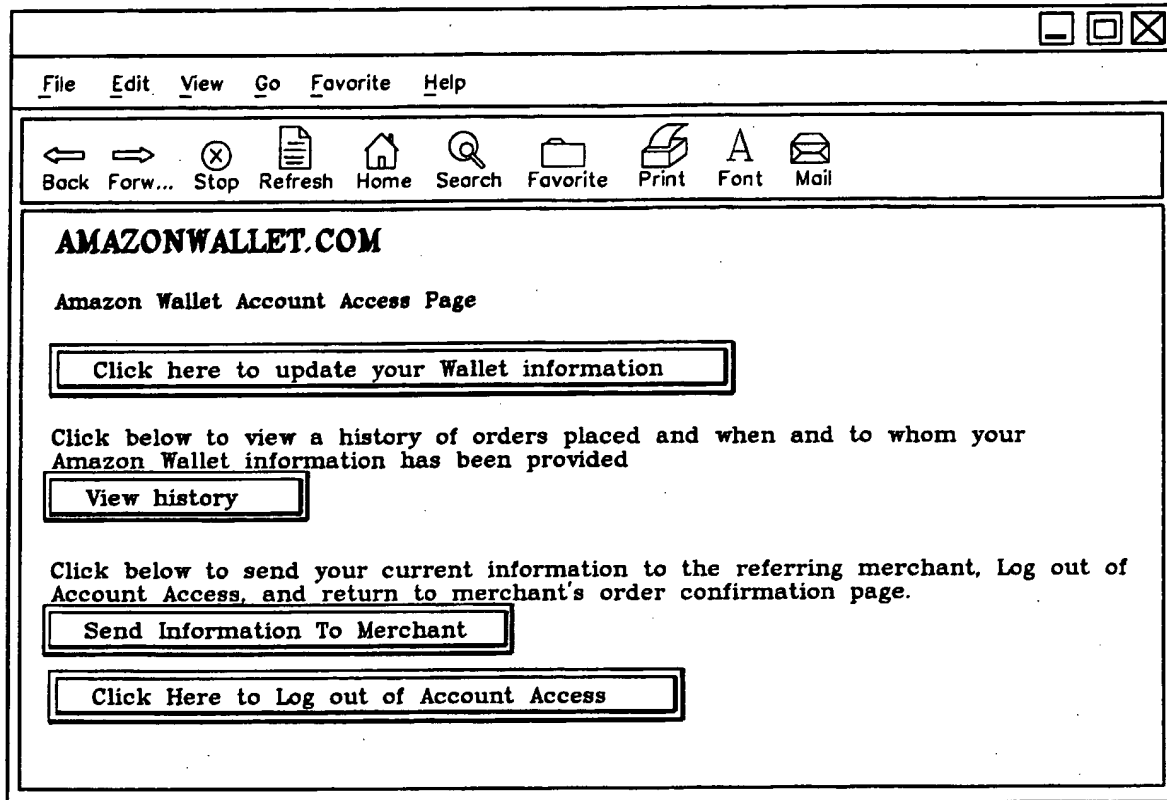 File Edit View Go Favorite Help
Back Forw... Stop Refresh Home Search Favorite Print Font Mail
AMAZONWALLET.COM
Amazon Wallet Account Access Page
Click here to update your Wallet information
Click below to view a history of orders placed and when and to whom your
Amazon Wallet information has been provided
View history
Click below to send your current information to the referring merchant, Log out of
Account Access, and return to merchant's order confirmation page.
Send Information To Merchant
Click Here to Log out of Account Access